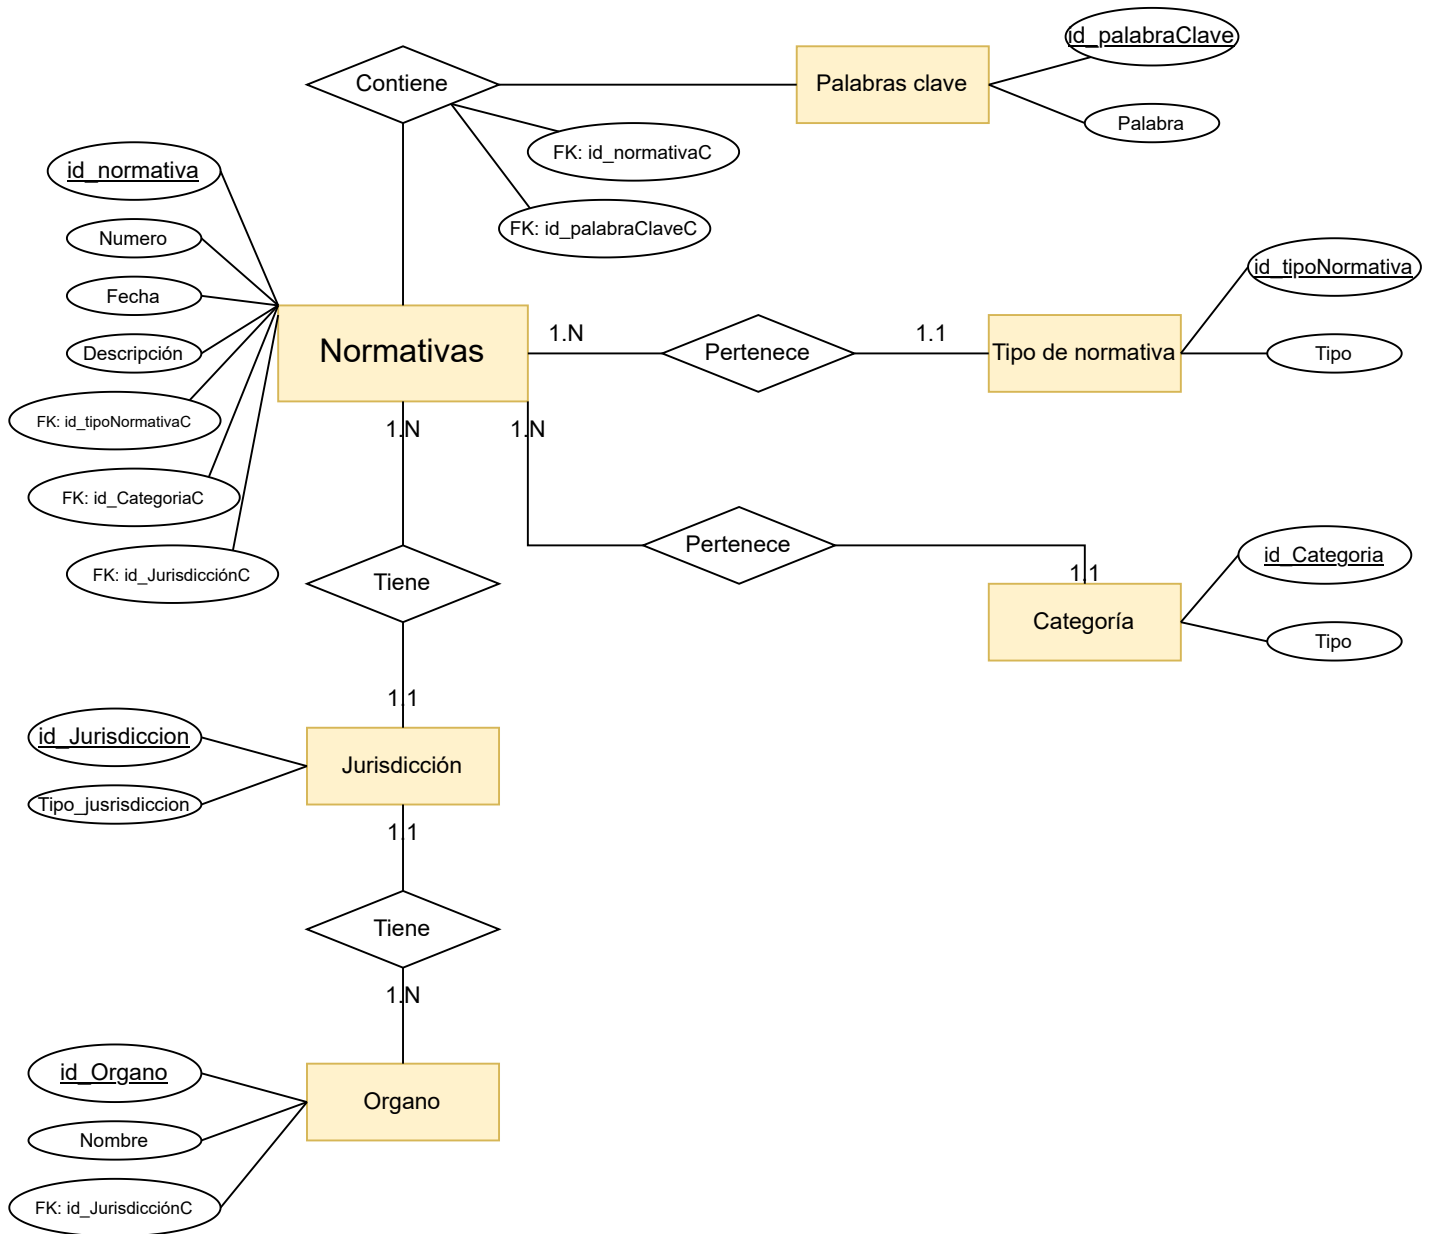 id_palabraClave
Contiene
Palabras clave
Palabra
FK: id_normativaC
id_normativa
FK: id_palabraClaveC
Numero
id_tipoNormativa
Fecha
1.N
1.1
Normativas
Pertenece
Tipo de normativa
Tipo
Descripción
FK: id_tipoNormativaC
1.N
1.N
FK: id_CategoriaC
Pertenece
id_Categoria
FK: id_JurisdicciónC
Tiene
1.1
Categoría
Tipo
1.1
id_Jurisdiccion
Jurisdicción
Tipo_jusrisdiccion
1.1
Tiene
1.N
id_Organo
Organo
Nombre
FK: id_JurisdicciónC